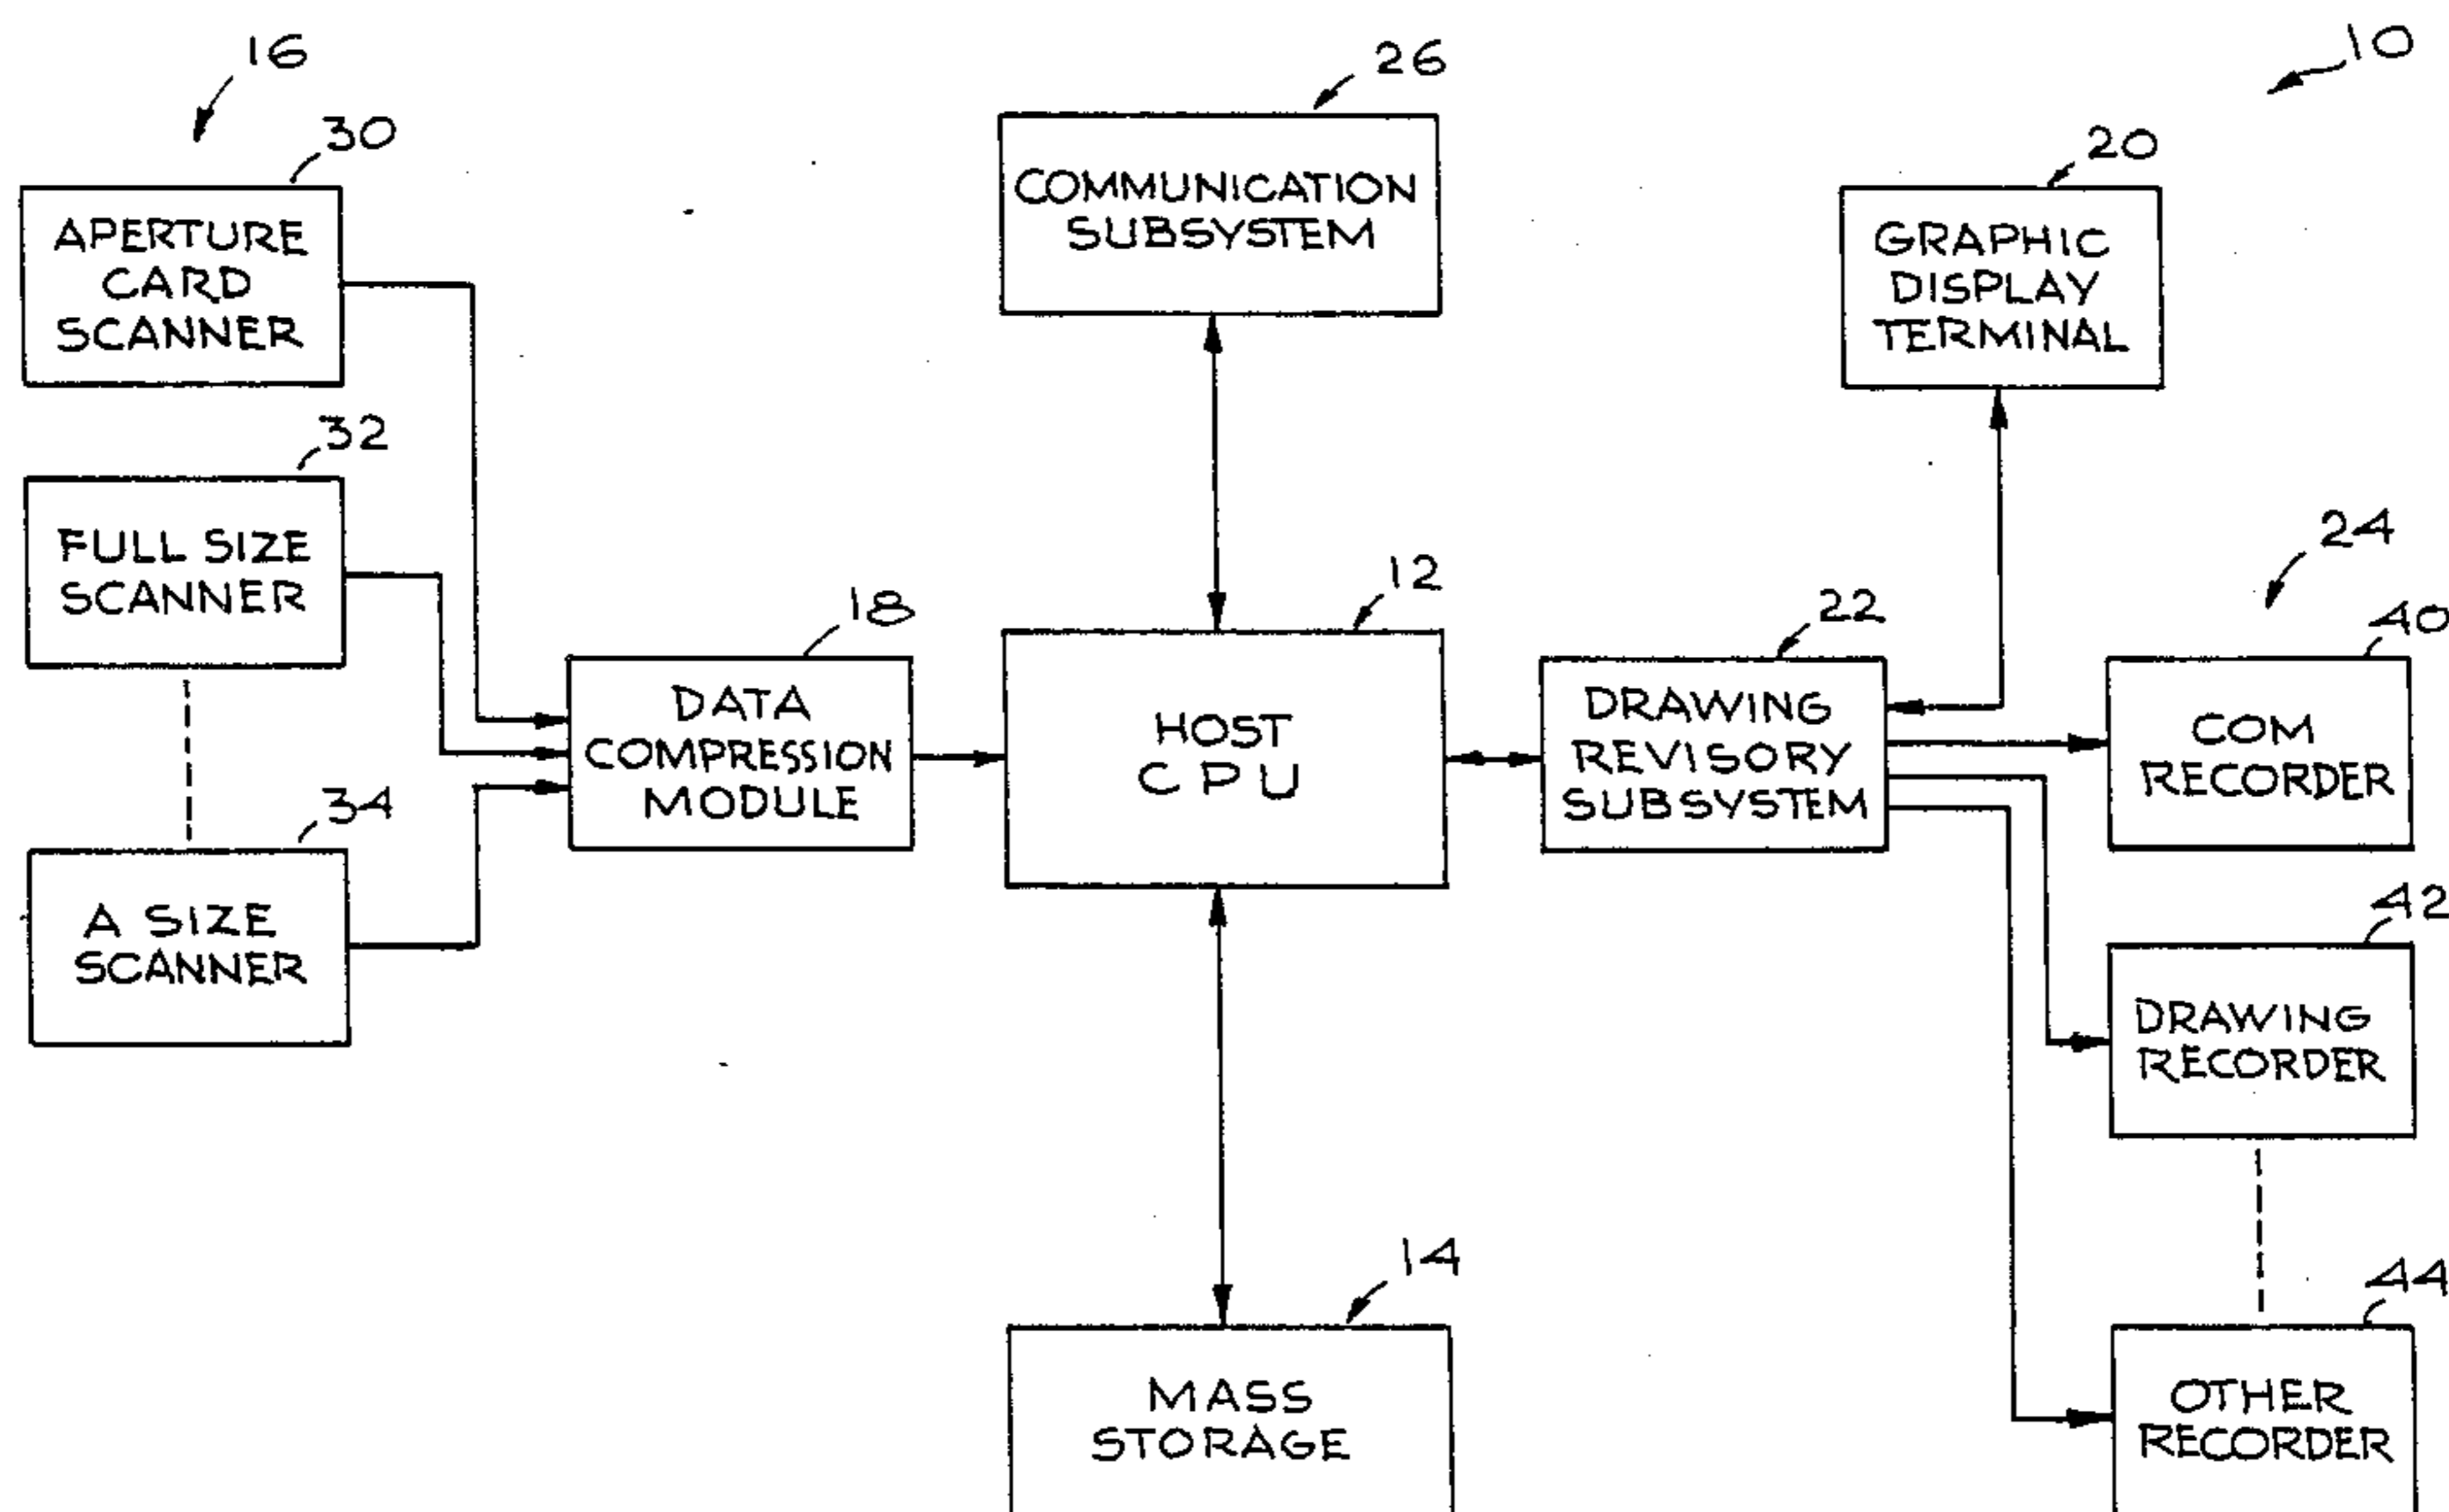 16
30
APERTURE
CARD
SCANNER
32
FULL SIZE
SCANNER
34
A SIZE
SCANNER
18
DATA
COMPRESSION
MODULE
26
COMMUNICATION
SUBSYSTEM
12
HOST
CPU
14
MASS
STORAGE
10
20
GRAPHIC
DISPLAY
TERMINAL
22
DRAWING
REVISORY
SUBSYSTEM
24
40
COM
RECORDER
42
DRAWING
RECORDER
44
OTHER
RECORDER